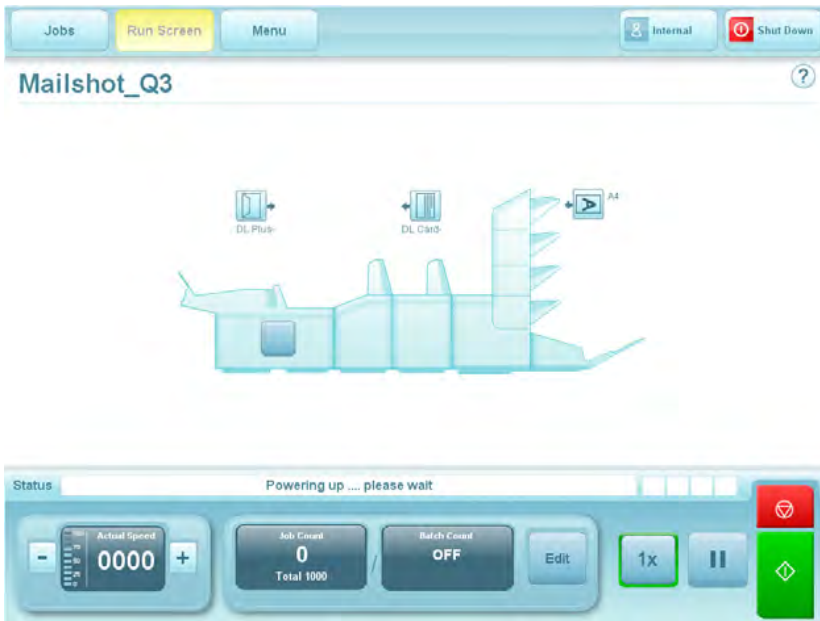 Jobs
Run Screen
Menu
Internal
Shut Down
Mailshot_Q3
?
DL Plus-
DL Card-
A4
A
Status
Powering up .... please wait
Actual Speed
- 0000 +
Job Count
0
Total 1000
/
Batch Count
OFF
Edit
1x